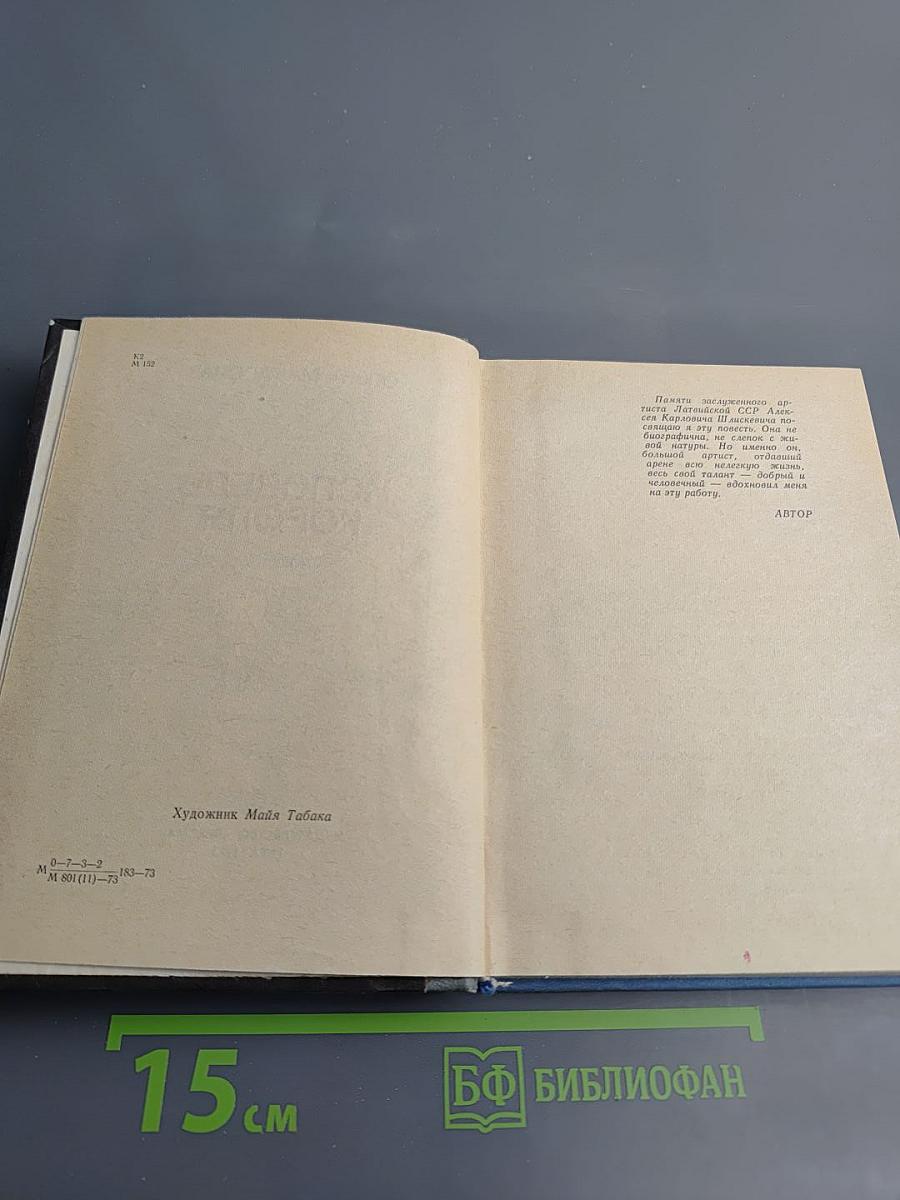 К2
М 152
Художник Майя Табака
М 0—7—3—2 183—73
М 801(11)—73
Памяти заслуженного ар-
тиста Латвийской ССР Алек-
сея Карловича Шлискевича по-
свящаю я эту повесть. Она не
биографична, не слепок с жи-
вой натуры. Но именно он,
большой артист, отдавший
арене всю нелегкую жизнь,
весь свой талант — добрый и
человечный — вдохновил меня
на эту работу.
АВТОР
15 см
БФ БИБЛИОФАН